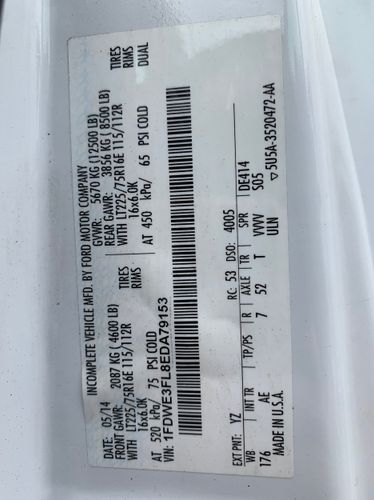 INCOMPLETE VEHICLE MFD. BY FORD MOTOR COMPANY
05/14 GVWR: 5670 KG (12500 LB)
FRONT GAWR: 2087 KG (4600 LB) REAR GAWR: 3856 KG (8500 LB)
WITH LT225/75R16E 115/112R TIRES WITH LT225/75R16E 115/112R TIRES
16x6.0K RIMS 16x6.0K RIMS
AT 520 kPa/ 75 PSI COLD AT 450 kPa/ 65 PSI COLD DUAL
VIN: 1FDWE3FL8EDA79153
EXT PNT: YZ RC: 53 DSO: 4005 DE414
WB INT TR TP/PS R AXLE TR SPR S05
176 AE 7 52 T VVVV
MADE IN U.S.A. ULN ▽5U5A-3520472-AA